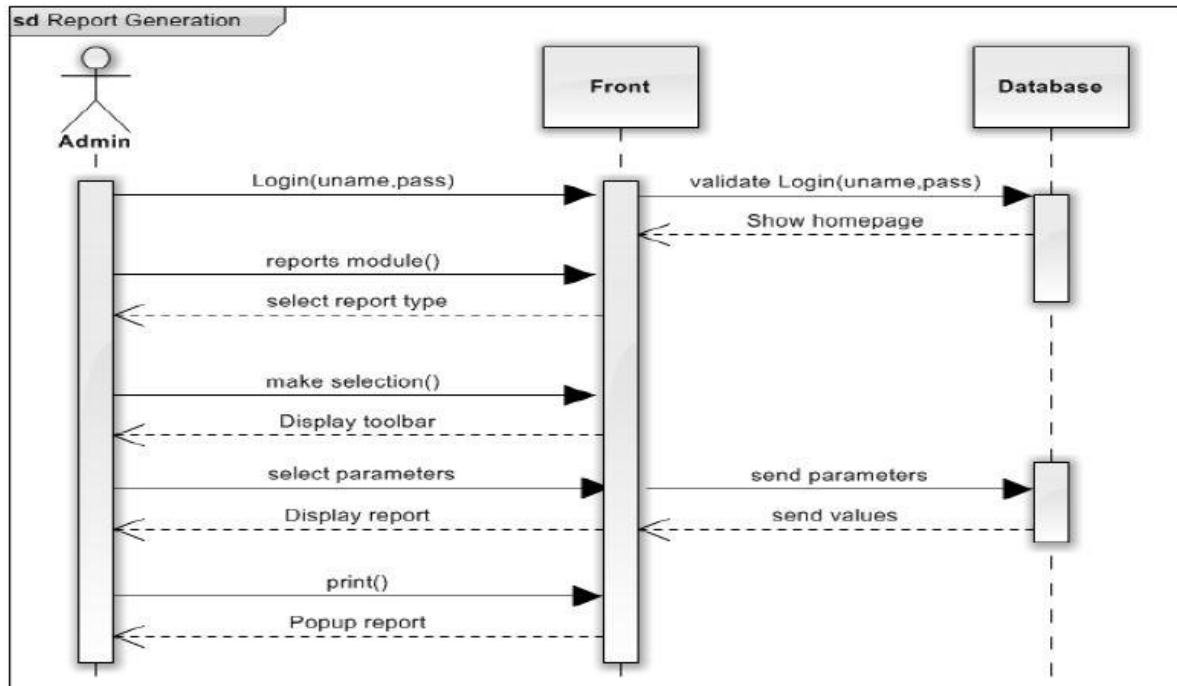 sd Report Generation
Admin
Front
Database
Login(uname,pass)
validate Login(uname,pass)
Show homepage
reports module()
select report type
make selection()
Display toolbar
select parameters
send parameters
Display report
send values
print()
Popup report